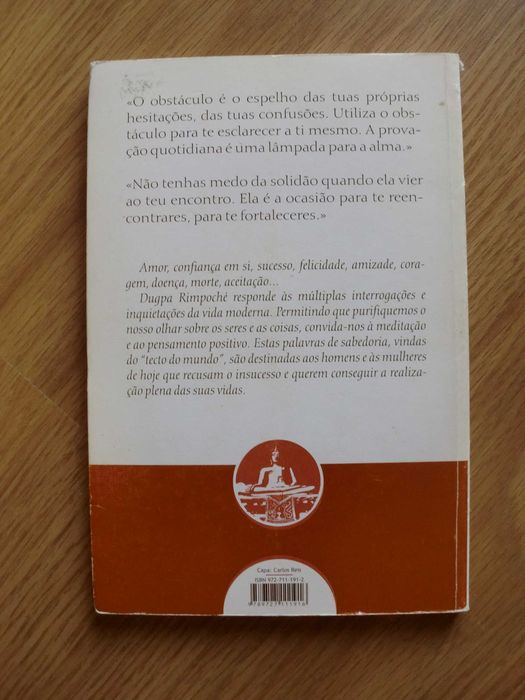 «O obstáculo é o espelho das tuas próprias
hesitações, das tuas confusões. Utiliza o obs-
táculo para te esclarecer a ti mesmo. A prova-
ção quotidiana é uma lâmpada para a alma.»
«Não tenhas medo da solidão quando ela vier
ao teu encontro. Ela é a ocasião para te reen-
contrares, para te fortaleceres.»
Amor, confiança em si, sucesso, felicidade, amizade, cora-
gem, doença, morte, aceitação...
Dugpa Rimpoché responde às múltiplas interrogações e
inquietações da vida moderna. Permitindo que purifiquemos o
nosso olhar sobre os seres e as coisas, convida-nos à meditação
e ao pensamento positivo. Estas palavras de sabedoria, vindas
do "tecto do mundo", são destinadas aos homens e às mulheres
de hoje que recusam o insucesso e querem conseguir a realiza-
ção plena das suas vidas.
Capa: Carlos Reis
ISBN 972-711-191-2
9789727111916